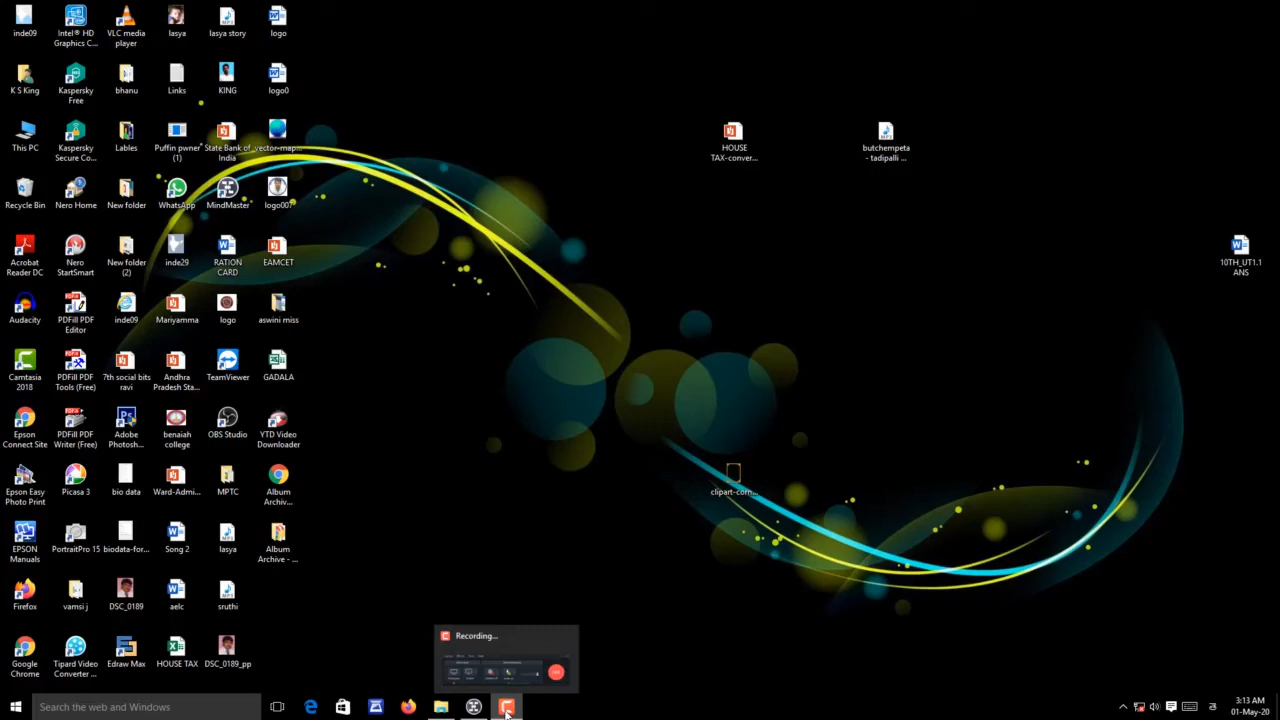 inde09
Intel® HD
Graphics C...
VLC media
player
lasya
lasya story
logo
K S King
Kaspersky
Free
bhanu
Links
KING
logo0
This PC
Kaspersky
Secure Co...
Lables
Puffin pwner
(1)
State Bank of
India
vector-map...
HOUSE
TAX-conver...
butchempeta
- tadipalli ...
Recycle Bin
Nero Home
New folder
WhatsApp
MindMaster
logo007
Acrobat
Reader DC
Nero
StartSmart
New folder
(2)
inde29
RATION
CARD
EAMCET
10TH_UT1.1
ANS
Audacity
PDFill PDF
Editor
inde09
Mariyamma
logo
aswini miss
Camtasia
2018
PDFill PDF
Tools (Free)
7th social bits
ravi
Andhra
Pradesh Sta...
TeamViewer
GADALA
Epson
Connect Site
PDFill PDF
Writer (Free)
Adobe
Photosh...
benaiah
college
OBS Studio
YTD Video
Downloader
Epson Easy
Photo Print
Picasa 3
bio data
Ward-Admi...
MPTC
Album
Archiv...
clipart-corn...
EPSON
Manuals
PortraitPro 15
biodata-for...
Song 2
lasya
Album
Archive - ...
Firefox
vamsi j
DSC_0189
aelc
sruthi
Google
Chrome
Tipard Video
Converter ...
Edraw Max
HOUSE TAX
DSC_0189_pp
Recording...
Search the web and Windows
3:13 AM
01-May-20